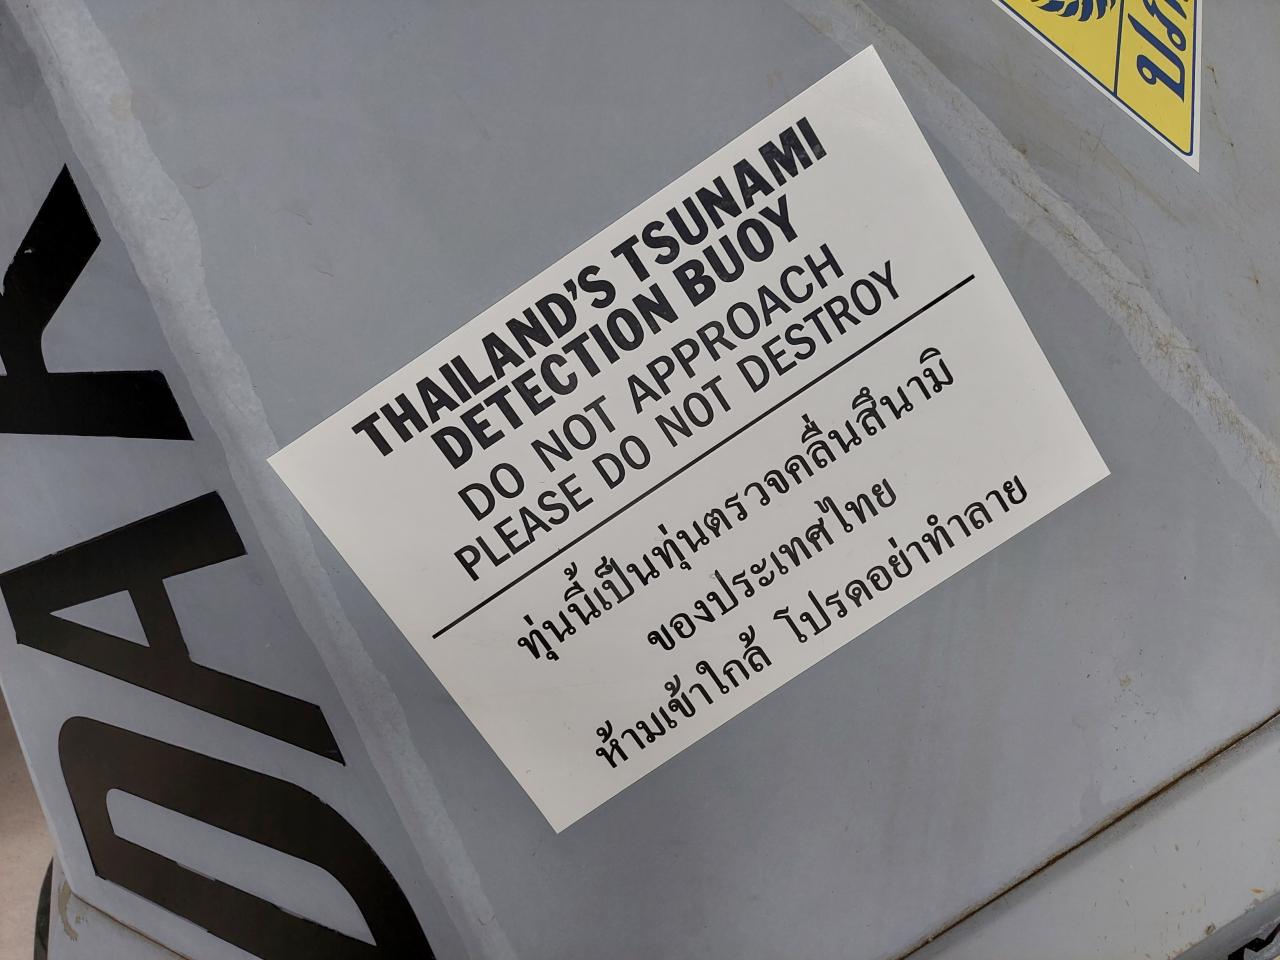 THAILAND'S TSUNAMI
DETECTION BUOY
DO NOT APPROACH
PLEASE DO NOT DESTROY
ทุ่นนี้เป็นทุ่นตรวจคลื่นสึนามิ
ของประเทศไทย
ห้ามเข้าใกล้ โปรดอย่าทำลาย